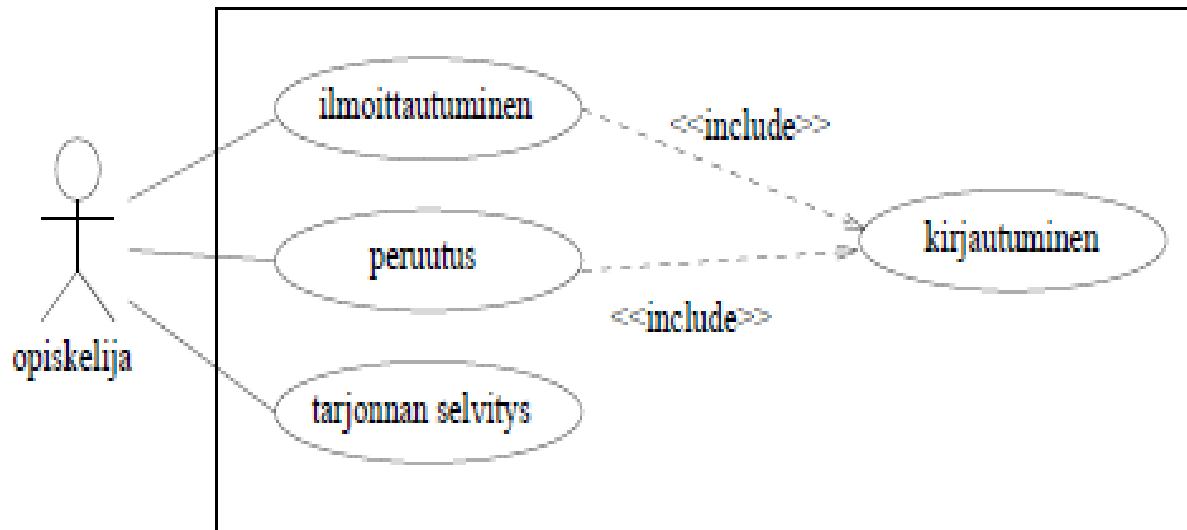 ilmoittautuminen
<<include>>
peruutus
kirjautuminen
<<include>>
opiskelija
tarjonnan selvitys